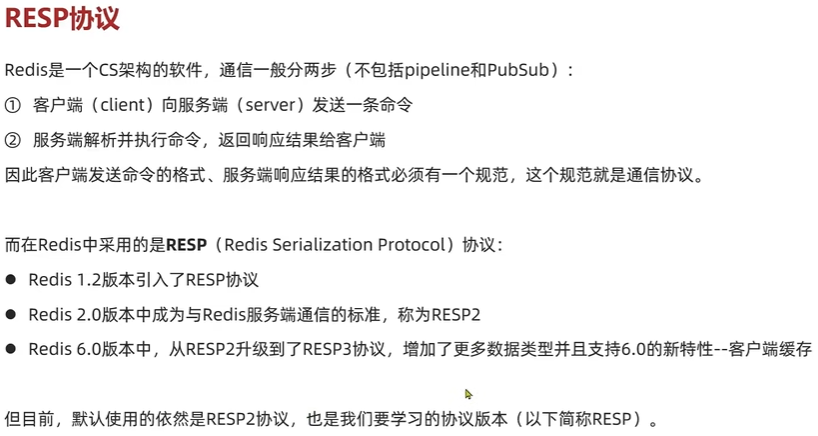 RESP协议
Redis是一个CS架构的软件，通信一般分两步（不包括pipeline和PubSub）：
① 客户端（client）向服务端（server）发送一条命令
② 服务端解析并执行命令，返回响应结果给客户端
因此客户端发送命令的格式、服务端响应结果的格式必须有一个规范，这个规范就是通信协议。
而在Redis中采用的是RESP（Redis Serialization Protocol）协议：
● Redis 1.2版本引入了RESP协议
● Redis 2.0版本中成为与Redis服务端通信的标准，称为RESP2
● Redis 6.0版本中，从RESP2升级到了RESP3协议，增加了更多数据类型并且支持6.0的新特性--客户端缓存
但目前，默认使用的依然是RESP2协议，也是我们要学习的协议版本（以下简称RESP）。